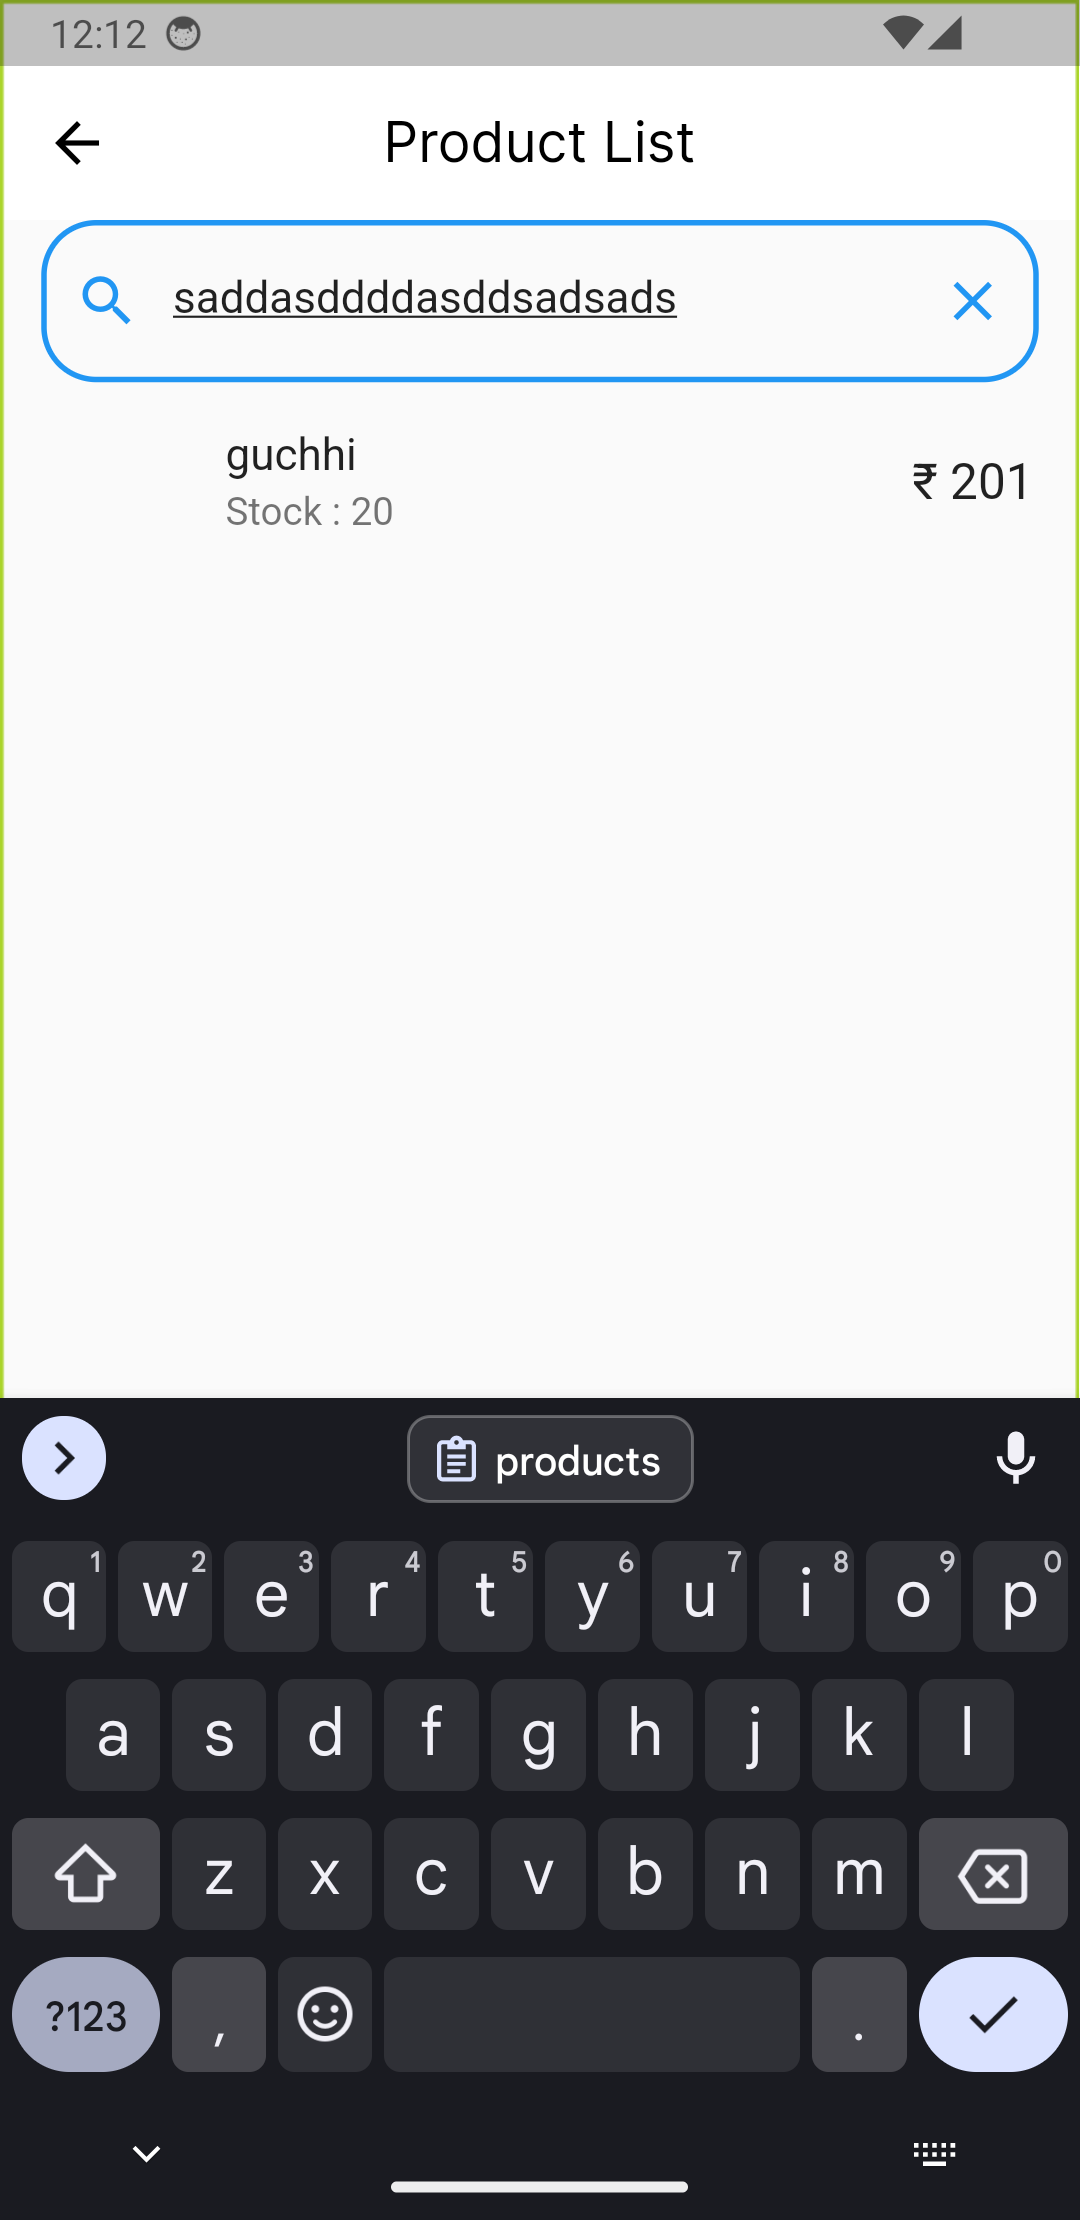 12:12
Product List
saddasddddasddsadsads
guchhi
Stock : 20
₹ 201
products
q 1 w 2 e 3 r 4 t 5 y 6 u 7 i 8 o 9 p 0
a s d f g h j k l
z x c v b n m
?123 , .